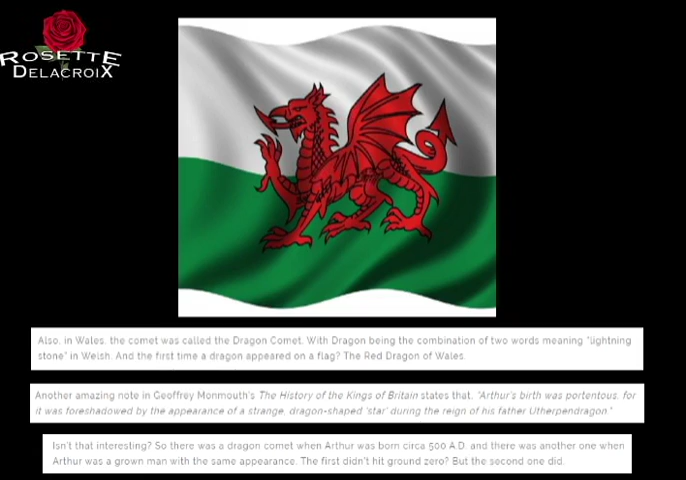 ROSETTE
DELACROIX
Also, in Wales, the comet was called the Dragon Comet. With Dragon being the combination of two words meaning "lightning
stone" in Welsh. And the first time a dragon appeared on a flag? The Red Dragon of Wales.
Another amazing note in Geoffrey Monmouth's The History of the Kings of Britain states that, "Arthur's birth was portentous, for
it was foreshadowed by the appearance of a strange, dragon-shaped 'star' during the reign of his father Utherpendragon."
Isn't that interesting? So there was a dragon comet when Arthur was born circa 500 A.D. and there was another one when
Arthur was a grown man with the same appearance. The first didn't hit ground zero? But the second one did.